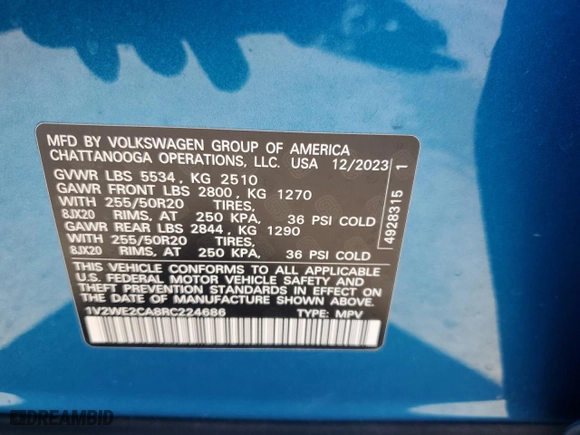 MFD BY VOLKSWAGEN GROUP OF AMERICA
CHATTANOOGA OPERATIONS, LLC. USA 12/2023
GVWR LBS 5534, KG 2510
GAWR FRONT LBS 2800, KG 1270
WITH 255/50R20 TIRES,
8JX20 RIMS, AT 250 KPA, 36 PSI COLD
GAWR REAR LBS 2844, KG 1290
WITH 255/50R20 TIRES,
8JX20 RIMS, AT 250 KPA, 36 PSI COLD
THIS VEHICLE CONFORMS TO ALL APPLICABLE
U.S. FEDERAL MOTOR VEHICLE SAFETY AND
THEFT PREVENTION STANDARDS IN EFFECT ON
THE DATE OF MANUFACTURE SHOWN ABOVE.
1V2WE2CA8RC224686 TYPE: MPV
4928315 1
DREAMBID